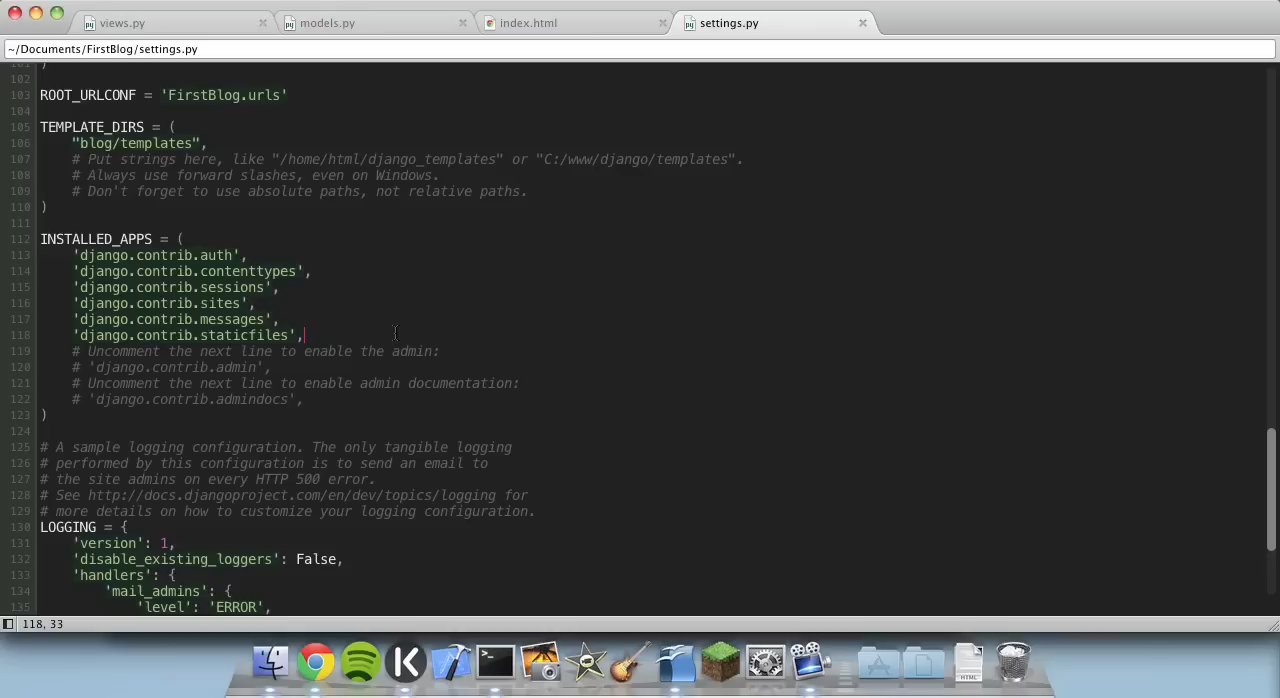 views.py
models.py
index.html
settings.py
~/Documents/FirstBlog/settings.py
101 )
102
103 ROOT_URLCONF = 'FirstBlog.urls'
104
105 TEMPLATE_DIRS = (
106     "blog/templates",
107     # Put strings here, like "/home/html/django_templates" or "C:/www/django/templates".
108     # Always use forward slashes, even on Windows.
109     # Don't forget to use absolute paths, not relative paths.
110 )
111
112 INSTALLED_APPS = (
113     'django.contrib.auth',
114     'django.contrib.contenttypes',
115     'django.contrib.sessions',
116     'django.contrib.sites',
117     'django.contrib.messages',
118     'django.contrib.staticfiles',
119     # Uncomment the next line to enable the admin:
120     # 'django.contrib.admin',
121     # Uncomment the next line to enable admin documentation:
122     # 'django.contrib.admindocs',
123 )
124
125 # A sample logging configuration. The only tangible logging
126 # performed by this configuration is to send an email to
127 # the site admins on every HTTP 500 error.
128 # See http://docs.djangoproject.com/en/dev/topics/logging for
129 # more details on how to customize your logging configuration.
130 LOGGING = {
131     'version': 1,
132     'disable_existing_loggers': False,
133     'handlers': {
134         'mail_admins': {
135             'level': 'ERROR',
118, 33
HTML